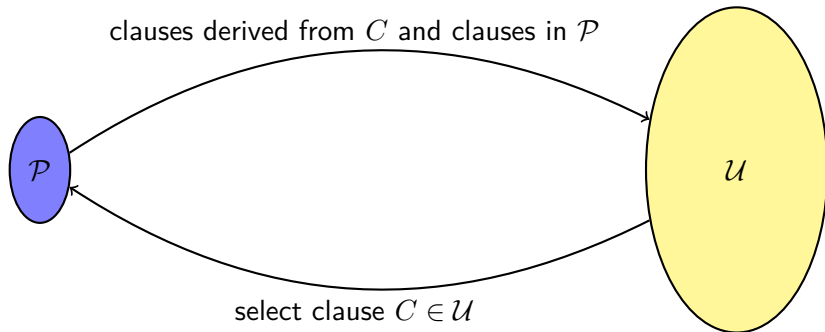 clauses derived from C and clauses in 𝒫
𝒫
𝒰
select clause C ∈ 𝒰